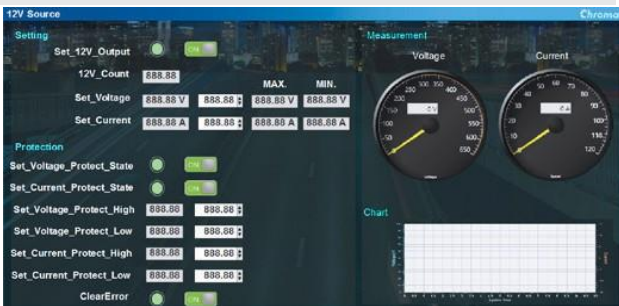 12V Source
Chroma
Setting
Set_12V_Output ON
12V_Count 888.88
MAX. MIN.
Set_Voltage 888.88 V 888.88 888.88 V 888.88 V
Set_Current 888.88 A 888.88 888.88 A 888.88 A
Protection
Set_Voltage_Protect_State ON
Set_Current_Protect_State ON
Set_Voltage_Protect_High 888.88 888.88
Set_Voltage_Protect_Low 888.88 888.88
Set_Current_Protect_High 888.88 888.88
Set_Current_Protect_Low 888.88 888.88
ClearError ON
Measurement
Voltage Current
Chart